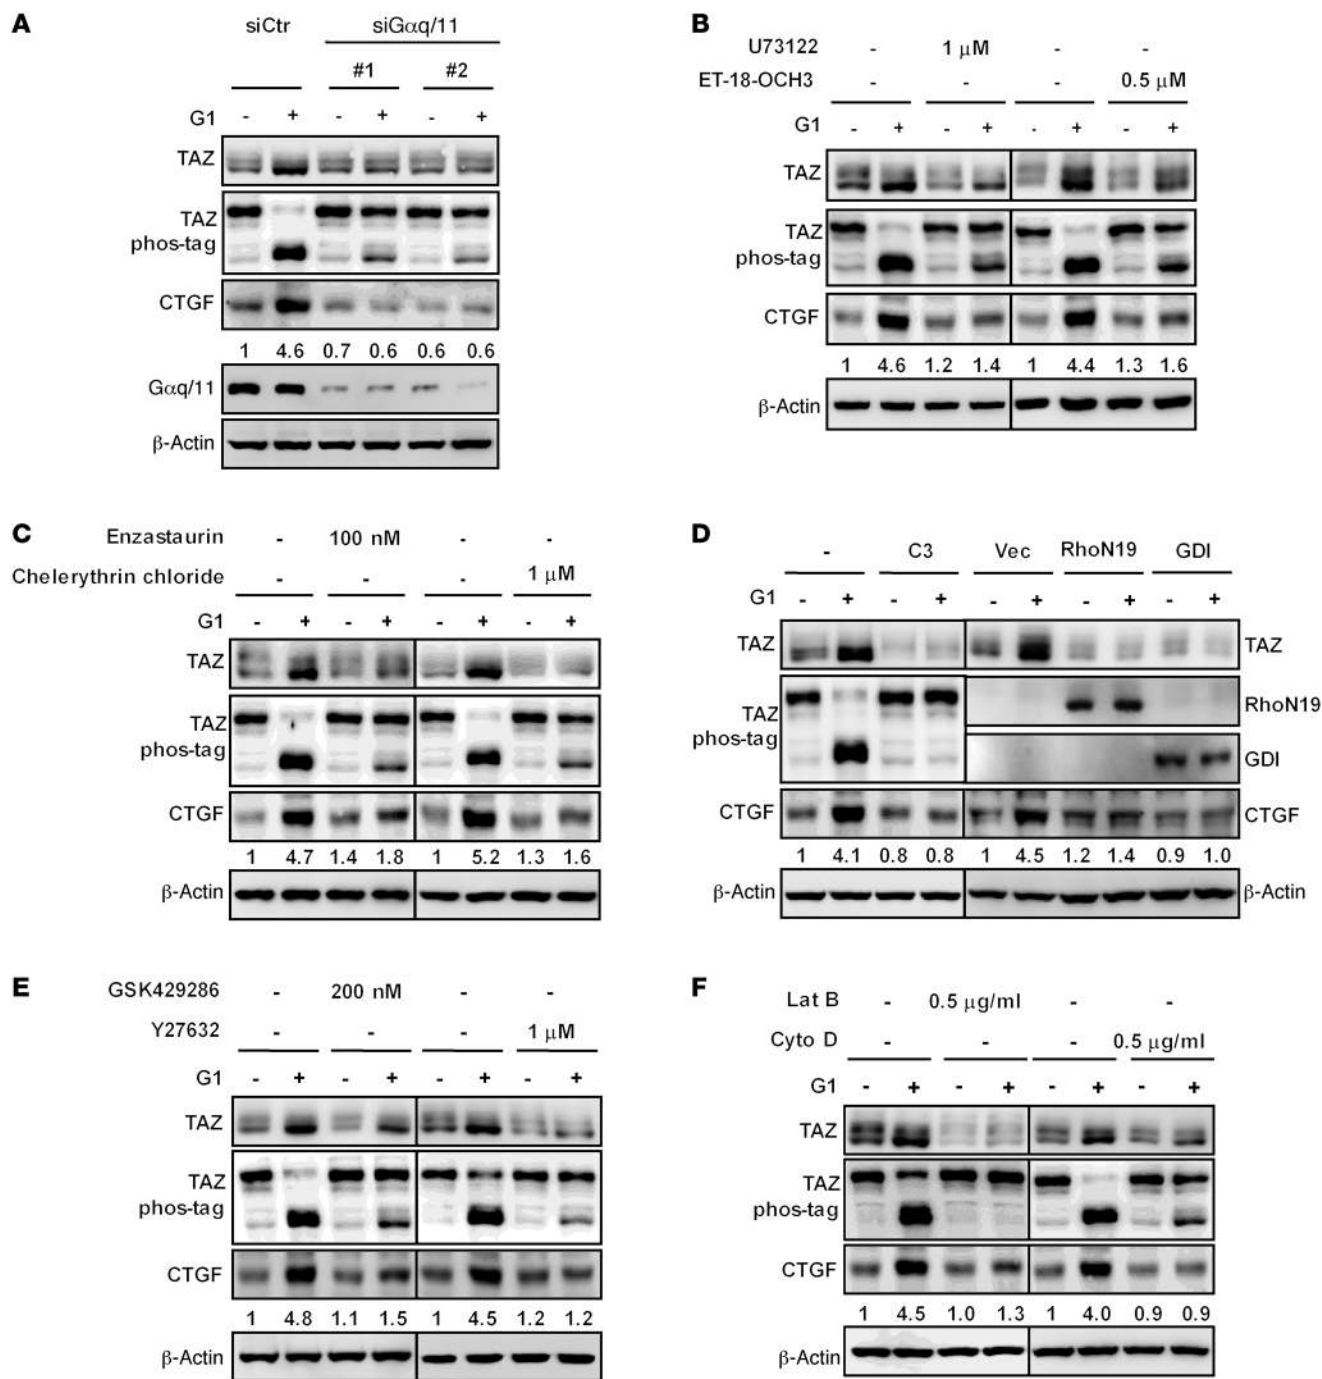 A
siCtr siGαq/11
#1 #2
G1 - + - + - +
TAZ
TAZ
phos-tag
CTGF
1 4.6 0.7 0.6 0.6 0.6
Gαq/11
β-Actin
B
U73122 - 1 μM - -
ET-18-OCH3 - - - 0.5 μM
G1 - + - + - + - +
TAZ
TAZ
phos-tag
CTGF
1 4.6 1.2 1.4 1 4.4 1.3 1.6
β-Actin
C
Enzastaurin - 100 nM - -
Chelerythrin chloride - - - 1 μM
G1 - + - + - + - +
TAZ
TAZ
phos-tag
CTGF
1 4.7 1.4 1.8 1 5.2 1.3 1.6
β-Actin
D
- C3 Vec RhoN19 GDI
G1 - + - + - + - + - +
TAZ TAZ
RhoN19
TAZ
phos-tag
GDI
CTGF CTGF
1 4.1 0.8 0.8 1 4.5 1.2 1.4 0.9 1.0
β-Actin β-Actin
E
GSK429286 - 200 nM - -
Y27632 - - - 1 μM
G1 - + - + - + - +
TAZ
TAZ
phos-tag
CTGF
1 4.8 1.1 1.5 1 4.5 1.2 1.2
β-Actin
F
Lat B - 0.5 μg/ml - -
Cyto D - - - 0.5 μg/ml
G1 - + - + - + - +
TAZ
TAZ
phos-tag
CTGF
1 4.5 1.0 1.3 1 4.0 0.9 0.9
β-Actin